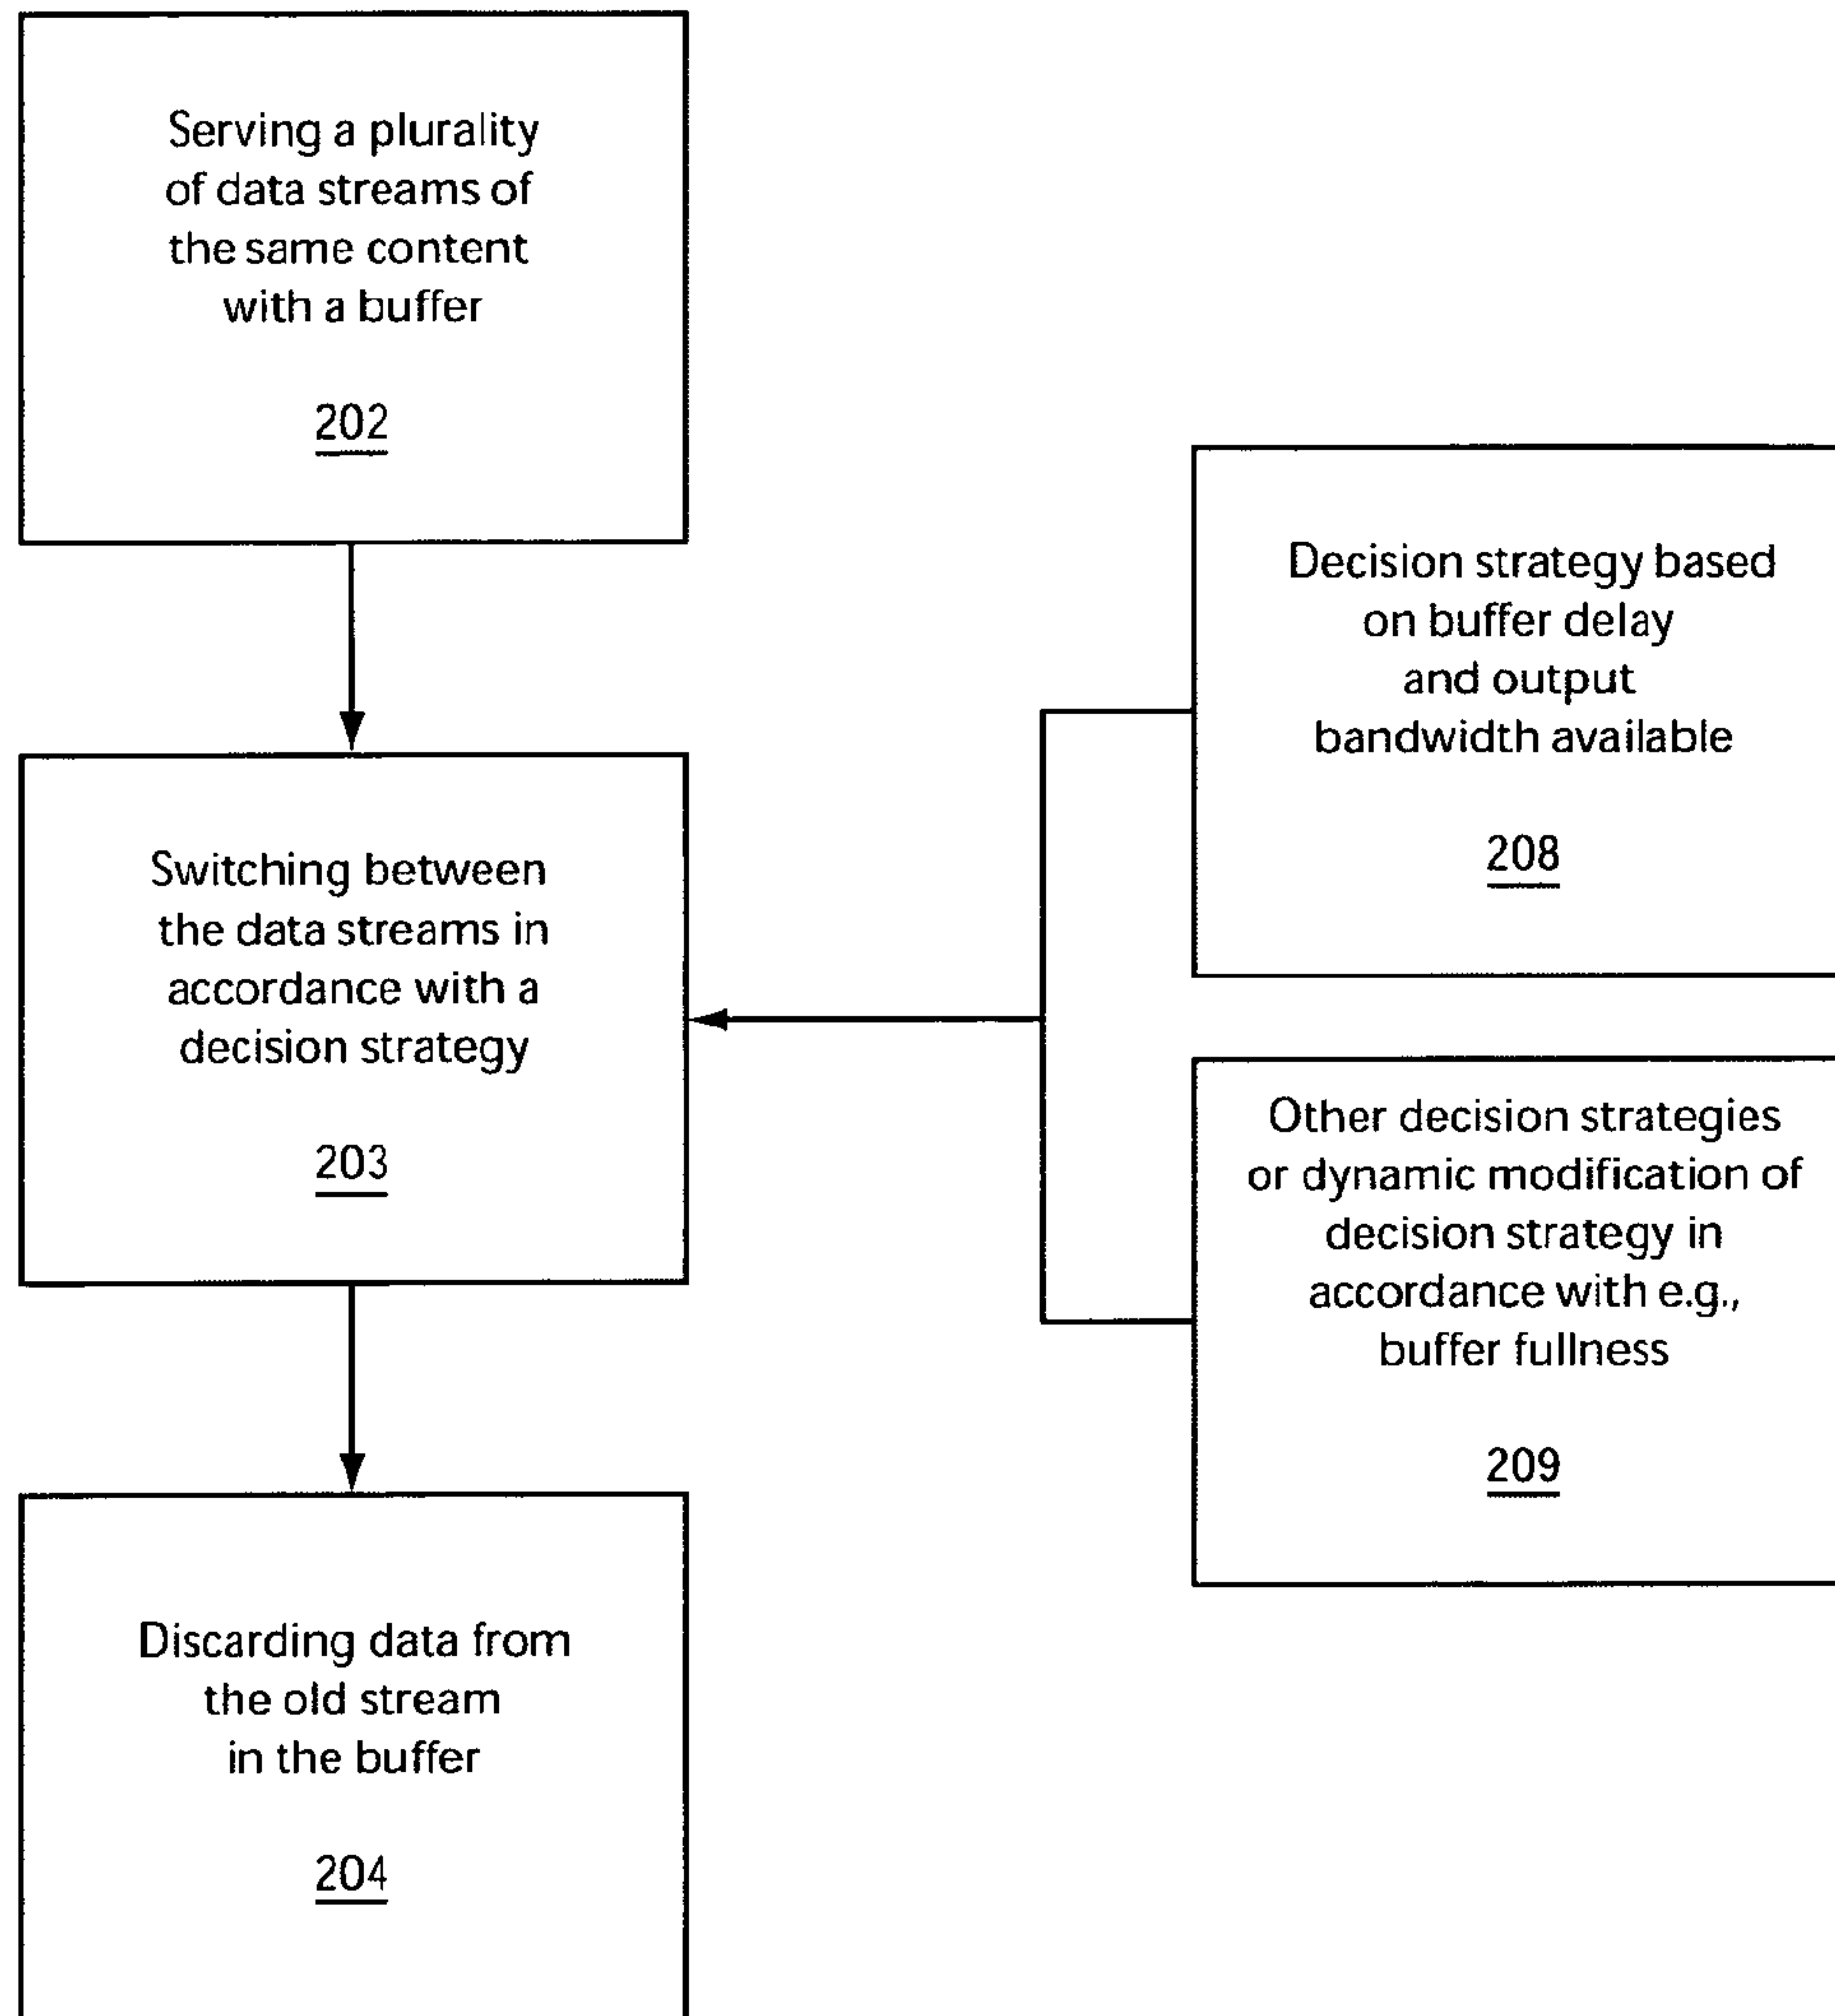 Serving a plurality
of data streams of
the same content
with a buffer
202
Switching between
the data streams in
accordance with a
decision strategy
203
Discarding data from
the old stream
in the buffer
204
Decision strategy based
on buffer delay
and output
bandwidth available
208
Other decision strategies
or dynamic modification of
decision strategy in
accordance with e.g.,
buffer fullness
209